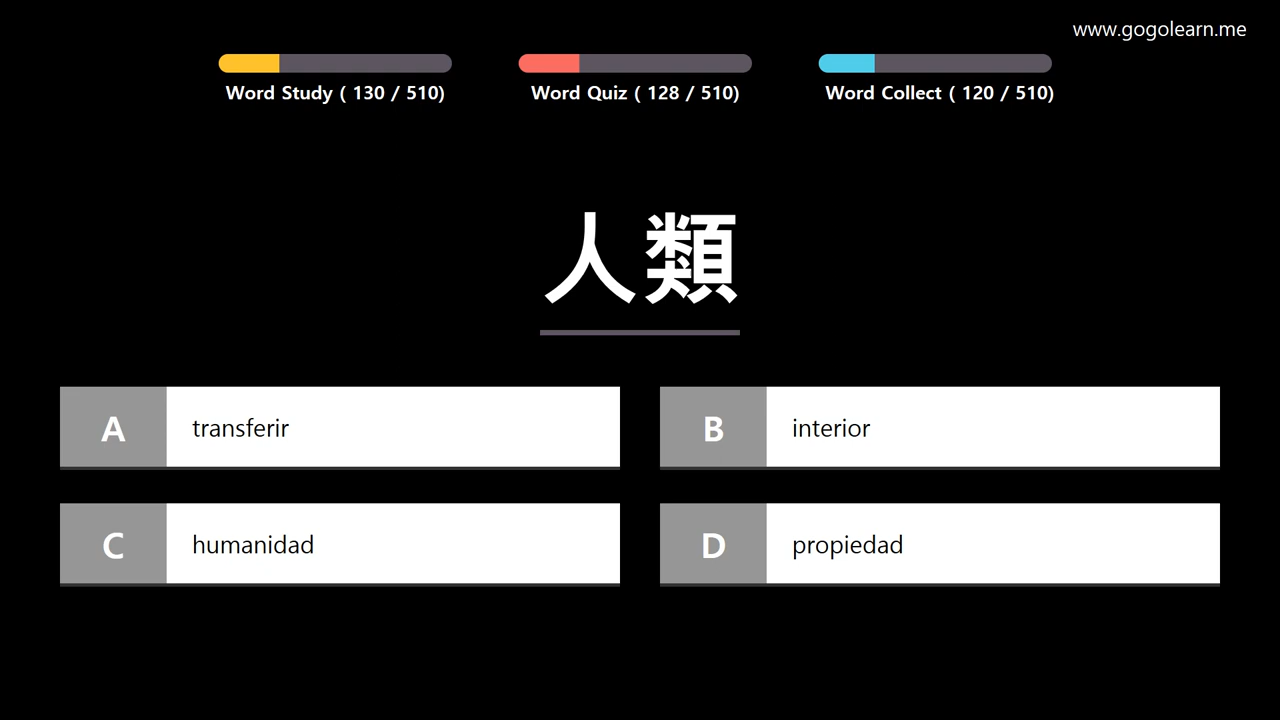 www.gogolearn.me
Word Study ( 130 / 510)
Word Quiz ( 128 / 510)
Word Collect ( 120 / 510)
人類
A transferir
B interior
C humanidad
D propiedad